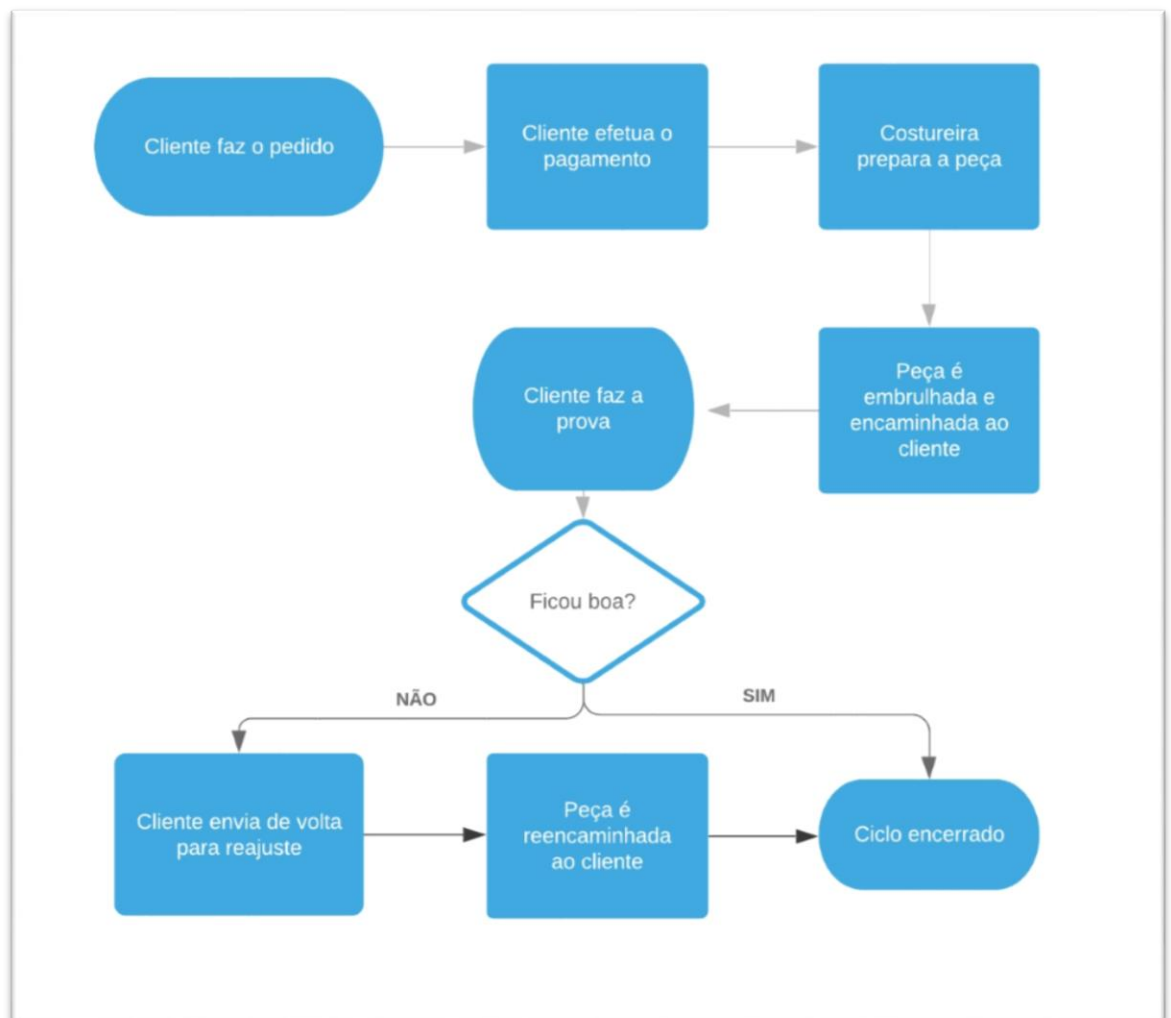 Cliente faz o pedido
Cliente efetua o
pagamento
Costureira
prepara a peça
Peça é
embrulhada e
encaminhada ao
cliente
Cliente faz a
prova
Ficou boa?
NÃO
SIM
Cliente envia de volta
para reajuste
Peça é
reencaminhada
ao cliente
Ciclo encerrado